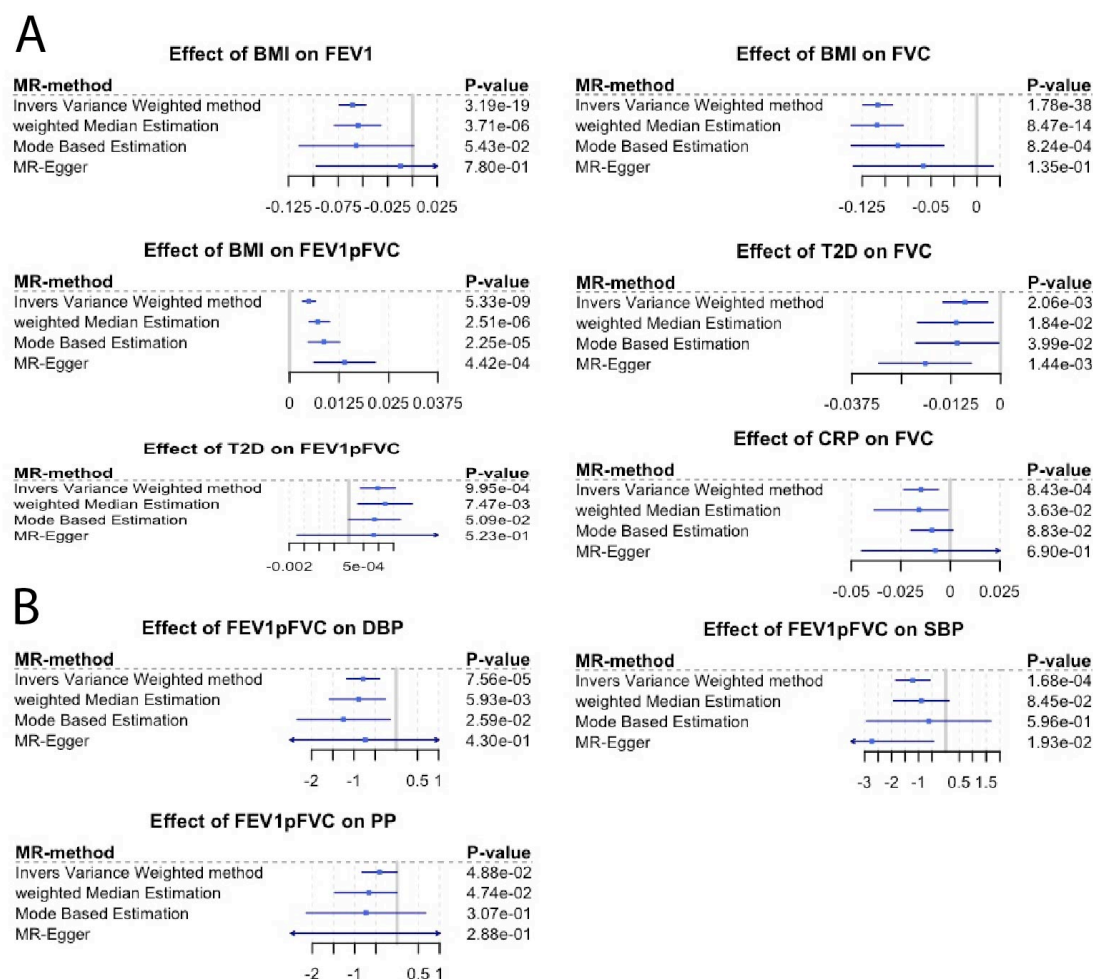 A
Effect of BMI on FEV1
MR-method P-value
Invers Variance Weighted method 3.19e-19
weighted Median Estimation 3.71e-06
Mode Based Estimation 5.43e-02
MR-Egger 7.80e-01
-0.125 -0.075 -0.025 0.025
Effect of BMI on FVC
MR-method P-value
Invers Variance Weighted method 1.78e-38
weighted Median Estimation 8.47e-14
Mode Based Estimation 8.24e-04
MR-Egger 1.35e-01
-0.125 -0.05 0
Effect of BMI on FEV1pFVC
MR-method P-value
Invers Variance Weighted method 5.33e-09
weighted Median Estimation 2.51e-06
Mode Based Estimation 2.25e-05
MR-Egger 4.42e-04
0 0.0125 0.025 0.0375
Effect of T2D on FVC
MR-method P-value
Invers Variance Weighted method 2.06e-03
weighted Median Estimation 1.84e-02
Mode Based Estimation 3.99e-02
MR-Egger 1.44e-03
-0.0375 -0.0125 0
Effect of T2D on FEV1pFVC
MR-method P-value
Invers Variance Weighted method 9.95e-04
weighted Median Estimation 7.47e-03
Mode Based Estimation 5.09e-02
MR-Egger 5.23e-01
-0.002 5e-04
Effect of CRP on FVC
MR-method P-value
Invers Variance Weighted method 8.43e-04
weighted Median Estimation 3.63e-02
Mode Based Estimation 8.83e-02
MR-Egger 6.90e-01
-0.05 -0.025 0 0.025
B
Effect of FEV1pFVC on DBP
MR-method P-value
Invers Variance Weighted method 7.56e-05
weighted Median Estimation 5.93e-03
Mode Based Estimation 2.59e-02
MR-Egger 4.30e-01
-2 -1 0.5 1
Effect of FEV1pFVC on SBP
MR-method P-value
Invers Variance Weighted method 1.68e-04
weighted Median Estimation 8.45e-02
Mode Based Estimation 5.96e-01
MR-Egger 1.93e-02
-3 -2 -1 0.5 1.5
Effect of FEV1pFVC on PP
MR-method P-value
Invers Variance Weighted method 4.88e-02
weighted Median Estimation 4.74e-02
Mode Based Estimation 3.07e-01
MR-Egger 2.88e-01
-2 -1 0.5 1